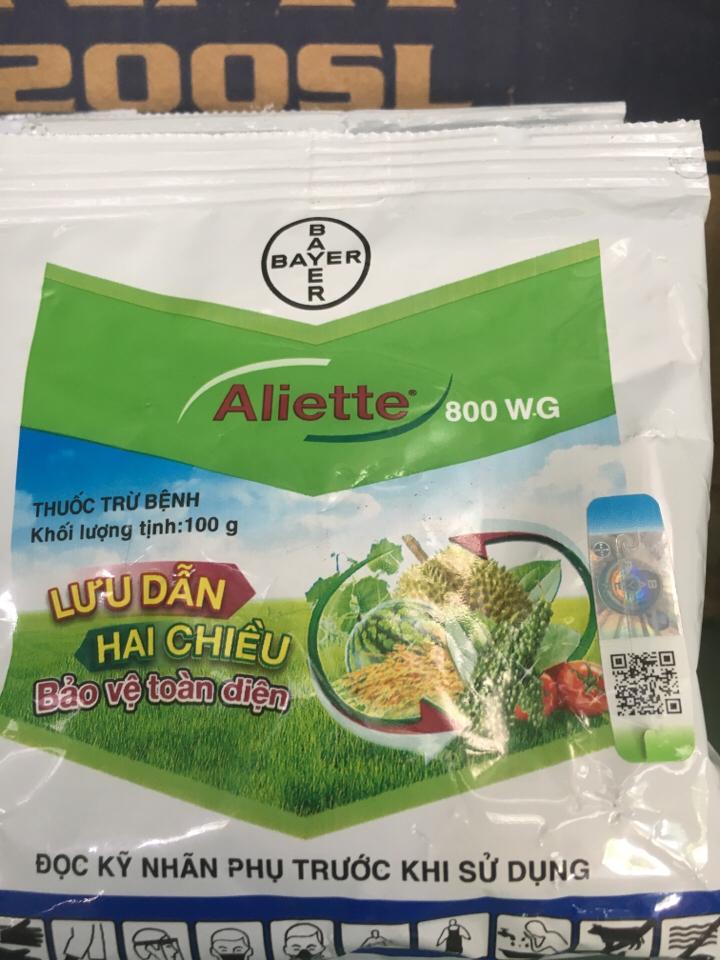 200SL
BAYER
BAYER
Aliette® 800 WG
THUỐC TRỪ BỆNH
Khối lượng tịnh:100 g
LƯU DẪN
HAI CHIỀU
Bảo vệ toàn diện
ĐỌC KỸ NHÃN PHỤ TRƯỚC KHI SỬ DỤNG